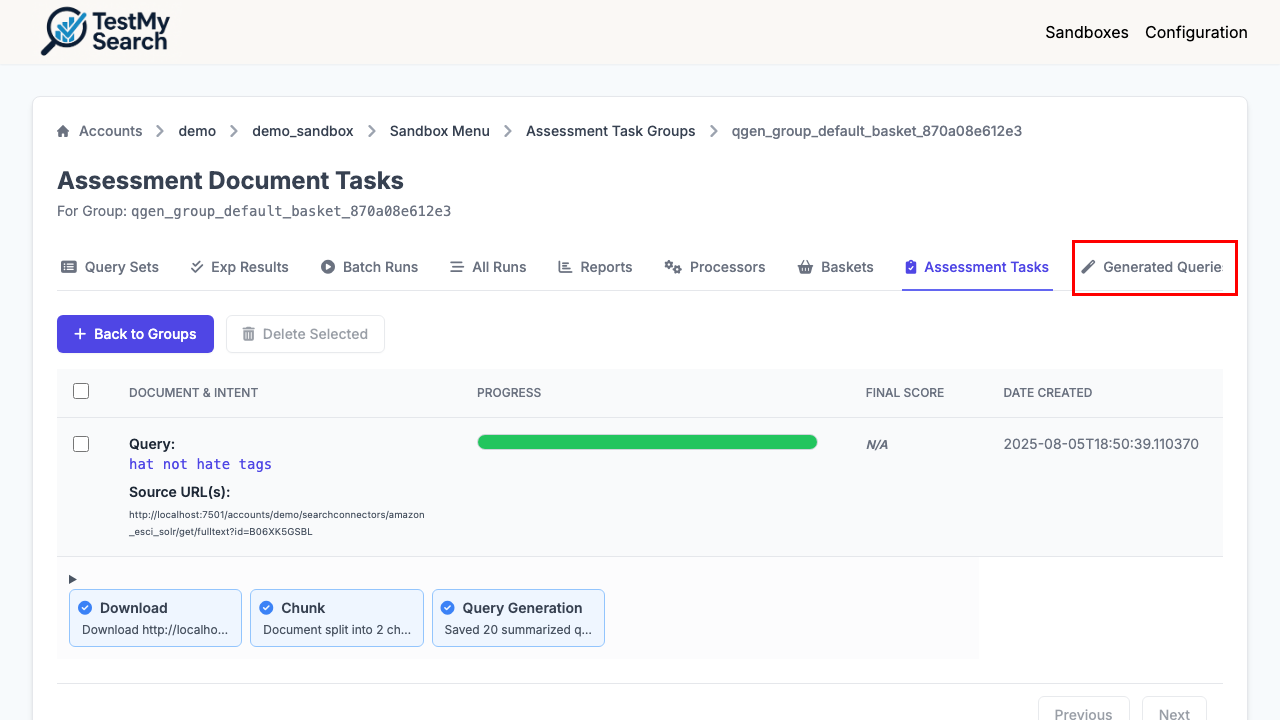 TestMy
Search
Sandboxes Configuration
Accounts demo demo_sandbox Sandbox Menu Assessment Task Groups qgen_group_default_basket_870a08e612e3
Assessment Document Tasks
For Group: qgen_group_default_basket_870a08e612e3
Query Sets Exp Results Batch Runs All Runs Reports Processors Baskets Assessment Tasks Generated Querie
Back to Groups Delete Selected
DOCUMENT & INTENT PROGRESS FINAL SCORE DATE CREATED
Query: N/A 2025-08-05T18:50:39.110370
hat not hate tags
Source URL(s):
http://localhost:7501/accounts/demo/searchconnectors/amazon
_esci_solr/get/fulltext?id=B06XK5GSBL
Download Chunk Query Generation
Download http://localho... Document split into 2 ch... Saved 20 summarized q...
Previous Next